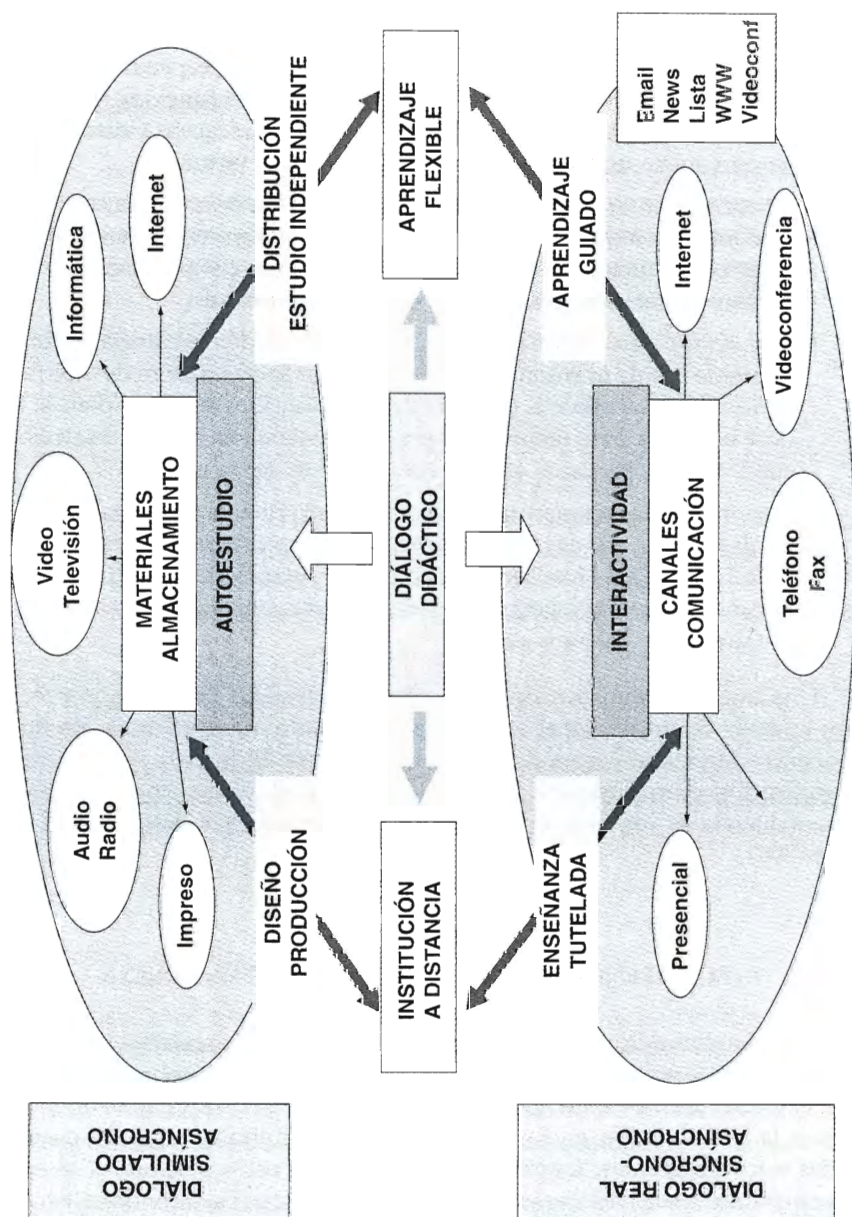 DIÁLOGO
SIMULADO
ASÍNCRONO
Audio
Radio
Video
Televisión
Informática
Impreso
Internet
MATERIALES
ALMACENAMIENTO
AUTOESTUDIO
DISEÑO
PRODUCCIÓN
DISTRIBUCIÓN
ESTUDIO INDEPENDIENTE
INSTITUCIÓN
A DISTANCIA
DIÁLOGO
DIDÁCTICO
APRENDIZAJE
FLEXIBLE
ENSEÑANZA
TUTELADA
APRENDIZAJE
GUIADO
DIÁLOGO REAL
SÍNCRONO-
ASÍNCRONO
INTERACTIVIDAD
CANALES
COMUNICACIÓN
Presencial
Internet
Teléfono
Fax
Videoconferencia
Email
News
Lista
WWW
Videoconf